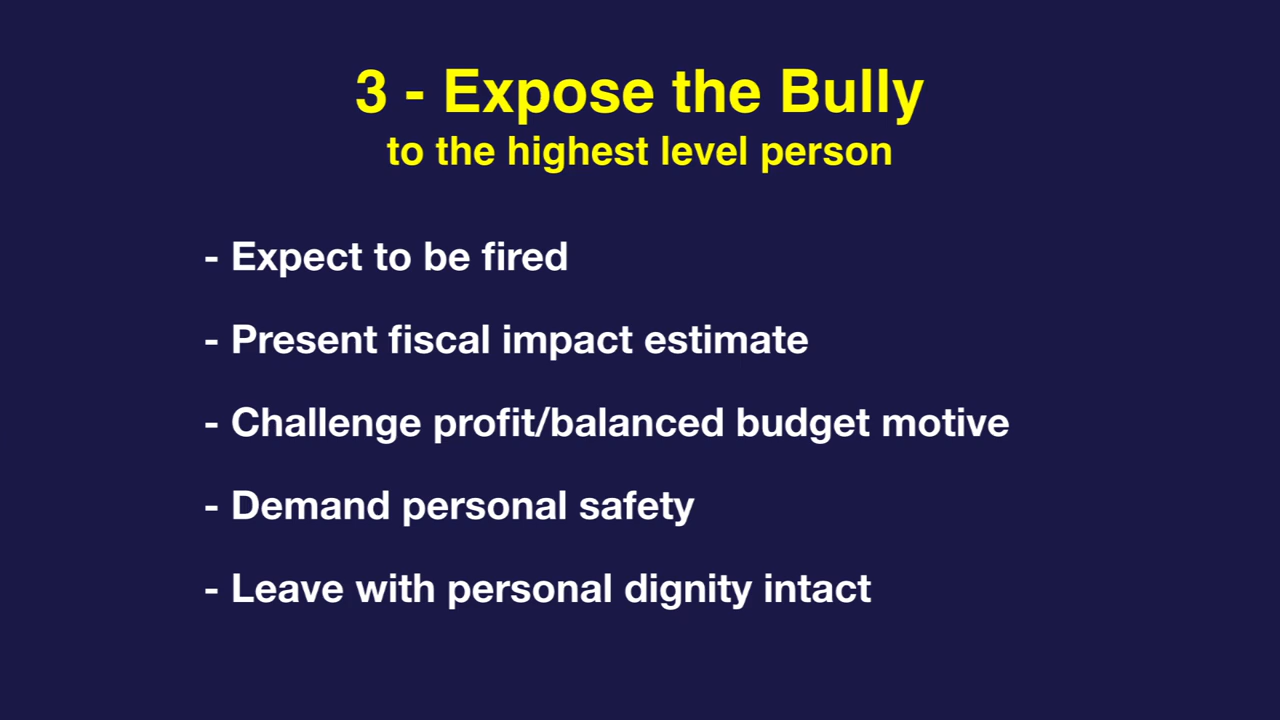 3 - Expose the Bully
to the highest level person
- Expect to be fired
- Present fiscal impact estimate
- Challenge profit/balanced budget motive
- Demand personal safety
- Leave with personal dignity intact